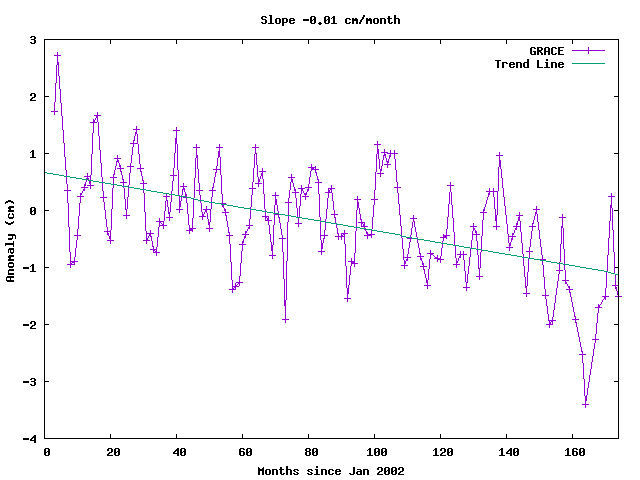 Slope -0.01 cm/month
GRACE
Trend Line
3
2
1
0
-1
-2
-3
-4
Anomaly (cm)
0 20 40 60 80 100 120 140 160
Months since Jan 2002